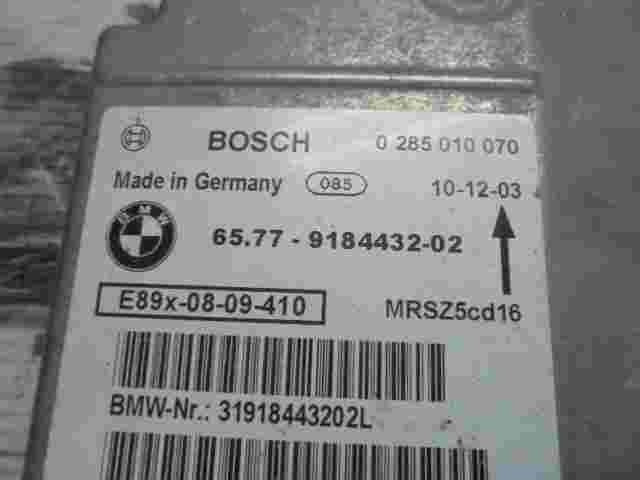 BOSCH 0 285 010 070
Made in Germany 085 10-12-03
BMW 65.77 - 9184432-02
E89x-08-09-410 MRSZ5cd16
BMW-Nr.: 31918443202L